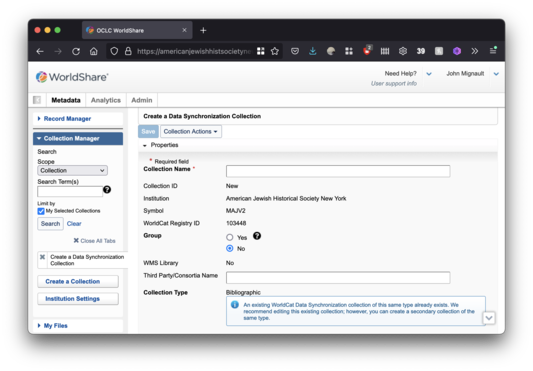 OCLC WorldShare
https://americanjewishhistsocietyne
2
39
WorldShare®
Need Help?
John Mignault
User support info
Metadata
Analytics
Admin
Record Manager
Collection Manager
Search
Scope
Collection
Search Term(s)
Limit by
My Selected Collections
Search
Clear
Close All Tabs
Create a Data Synchronization
Collection
Create a Collection
Institution Settings
My Files
Create a Data Synchronization Collection
Save
Collection Actions
Properties
* Required field
Collection Name *
Collection ID
New
Institution
American Jewish Historical Society New York
Symbol
MAJV2
WorldCat Registry ID
103448
Group
Yes
No
WMS Library
No
Third Party/Consortia Name
Collection Type
Bibliographic
An existing WorldCat Data Synchronization collection of this same type already exists. We
recommend editing this existing collection; however, you can create a secondary collection of the
same type.